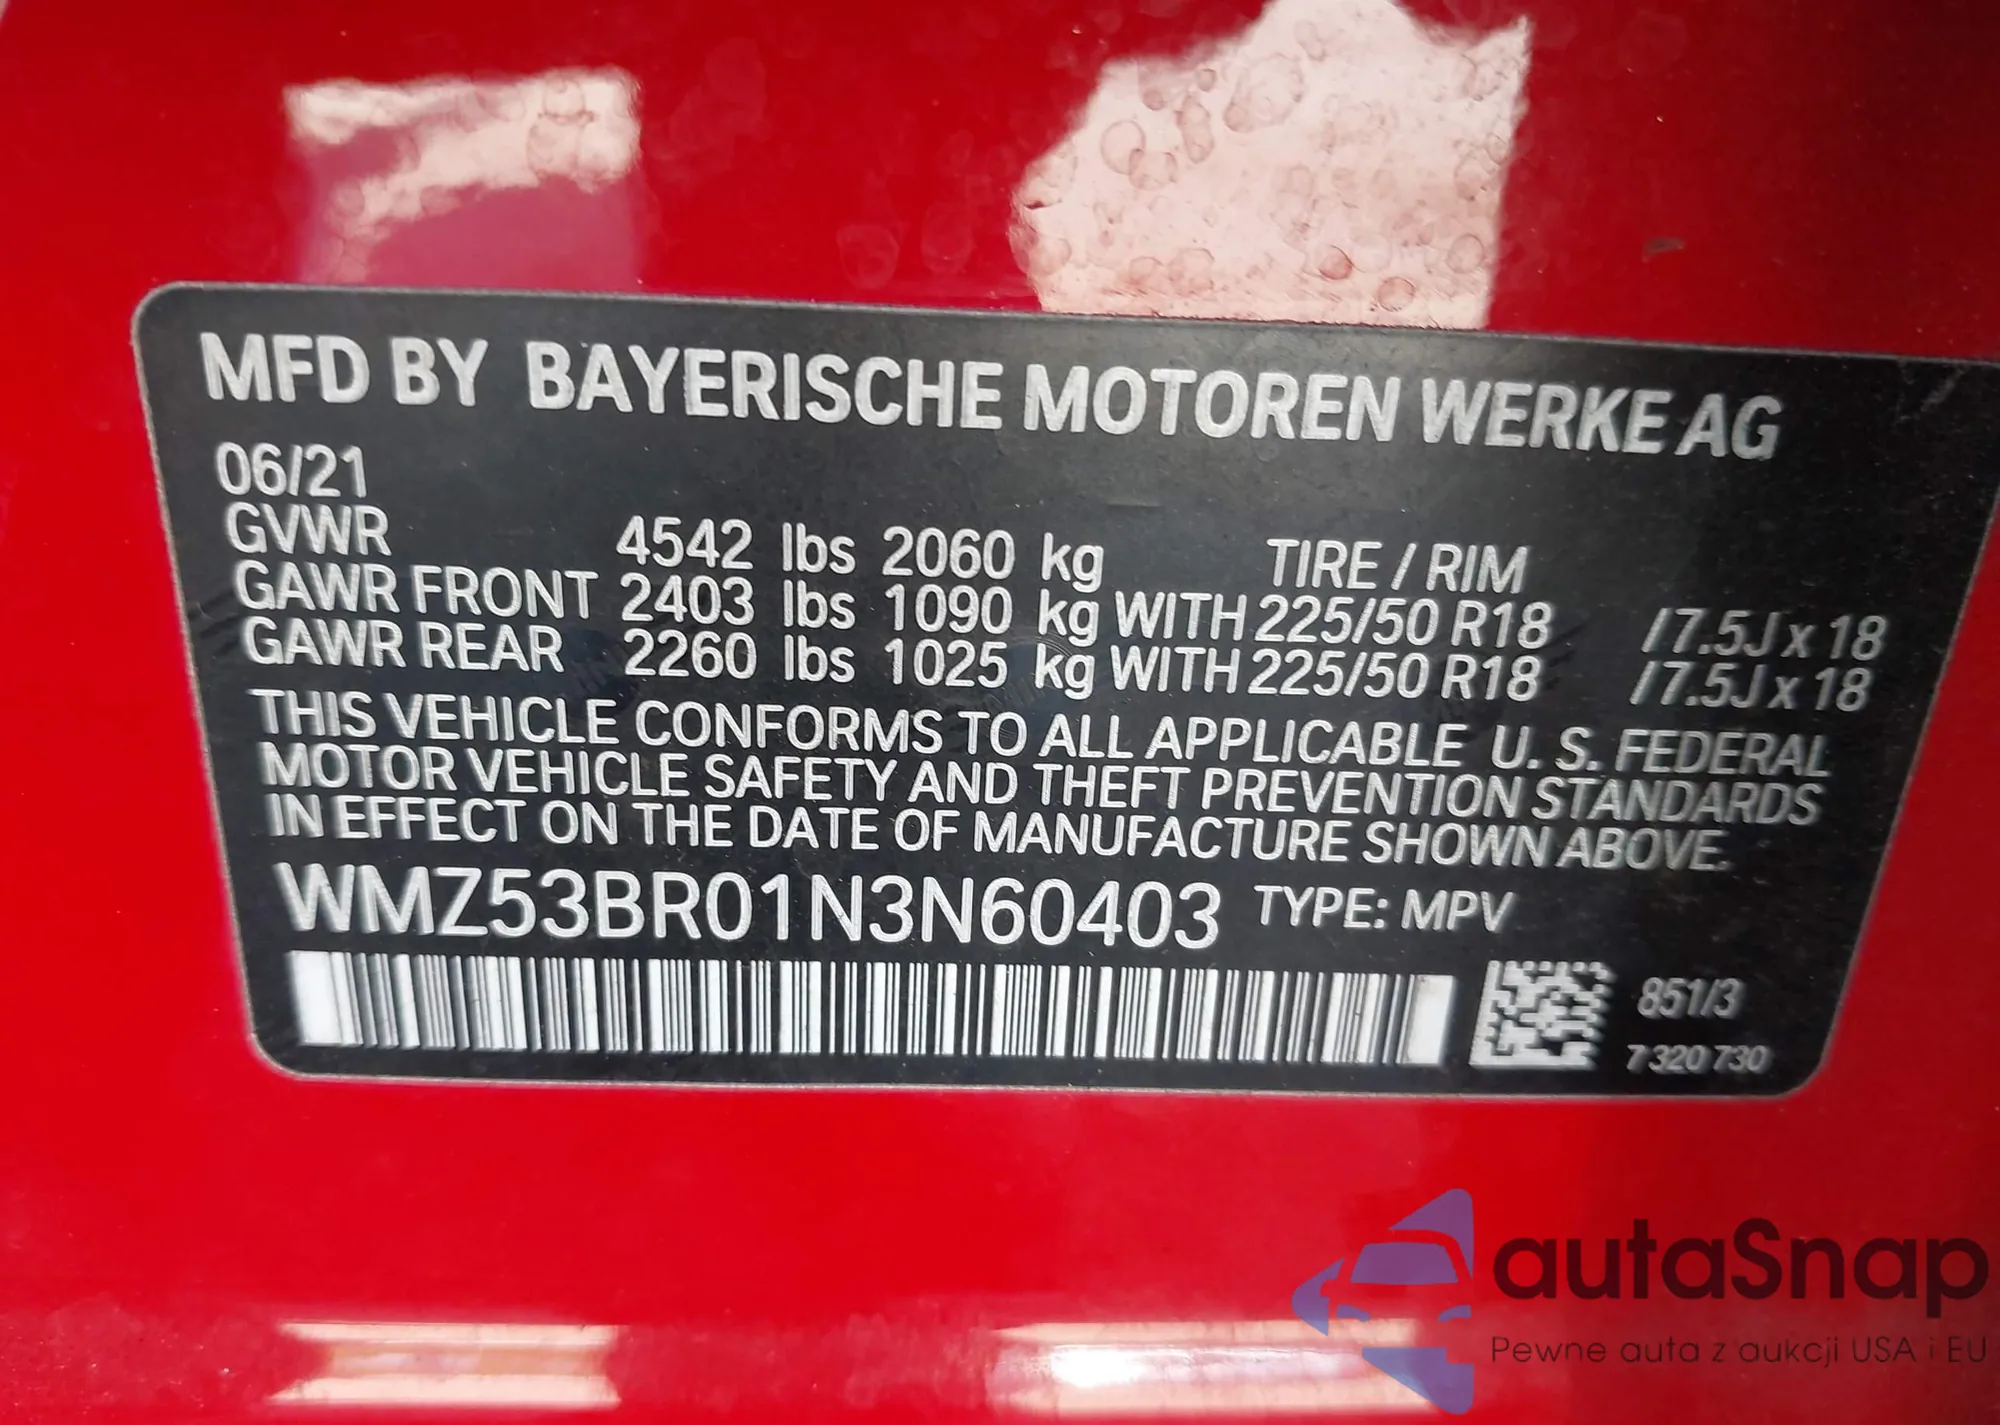 MFD BY BAYERISCHE MOTOREN WERKE AG
06/21
GVWR 4542 lbs 2060 kg TIRE / RIM
GAWR FRONT 2403 lbs 1090 kg WITH 225/50 R18 /7.5J x 18
GAWR REAR 2260 lbs 1025 kg WITH 225/50 R18 /7.5J x 18
THIS VEHICLE CONFORMS TO ALL APPLICABLE U. S. FEDERAL
MOTOR VEHICLE SAFETY AND THEFT PREVENTION STANDARDS
IN EFFECT ON THE DATE OF MANUFACTURE SHOWN ABOVE.
WMZ53BR01N3N60403 TYPE: MPV
851/3
7 320 730
autaSnap
Pewne auta z aukcji USA i EU